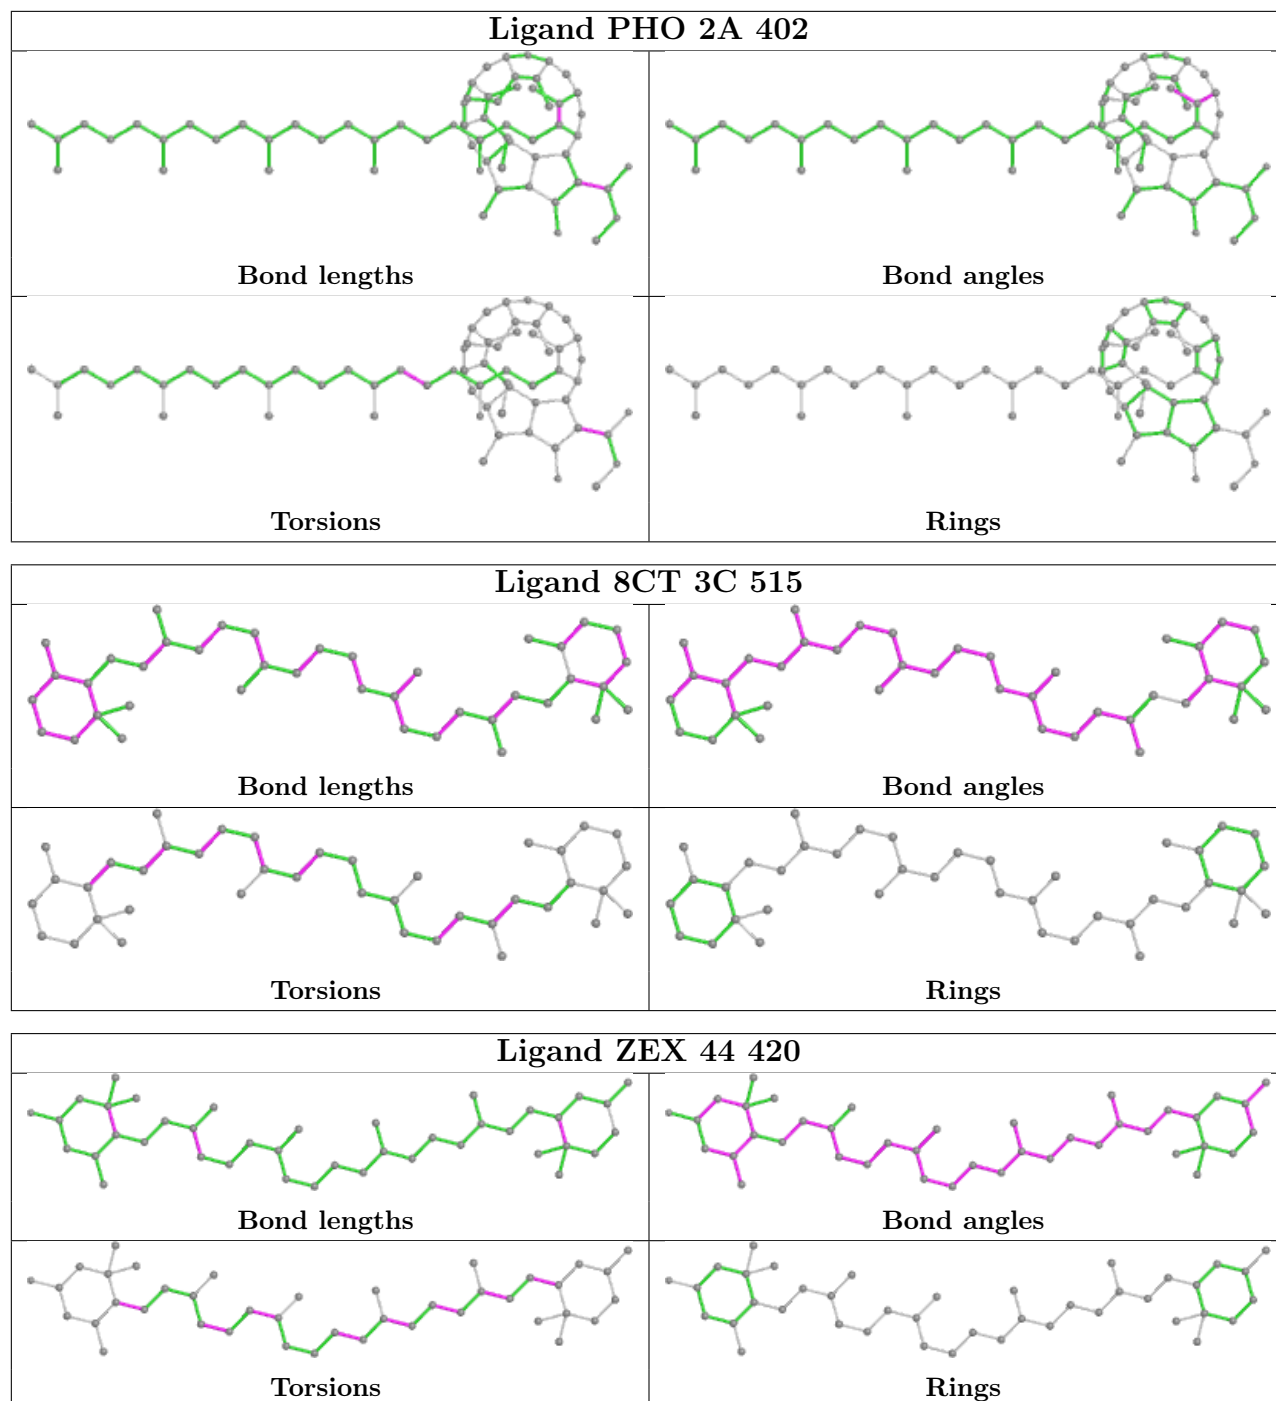 Ligand PHO 2A 402
Bond lengths
Bond angles
Torsions
Rings
Ligand 8CT 3C 515
Bond lengths
Bond angles
Torsions
Rings
Ligand ZEX 44 420
Bond lengths
Bond angles
Torsions
Rings